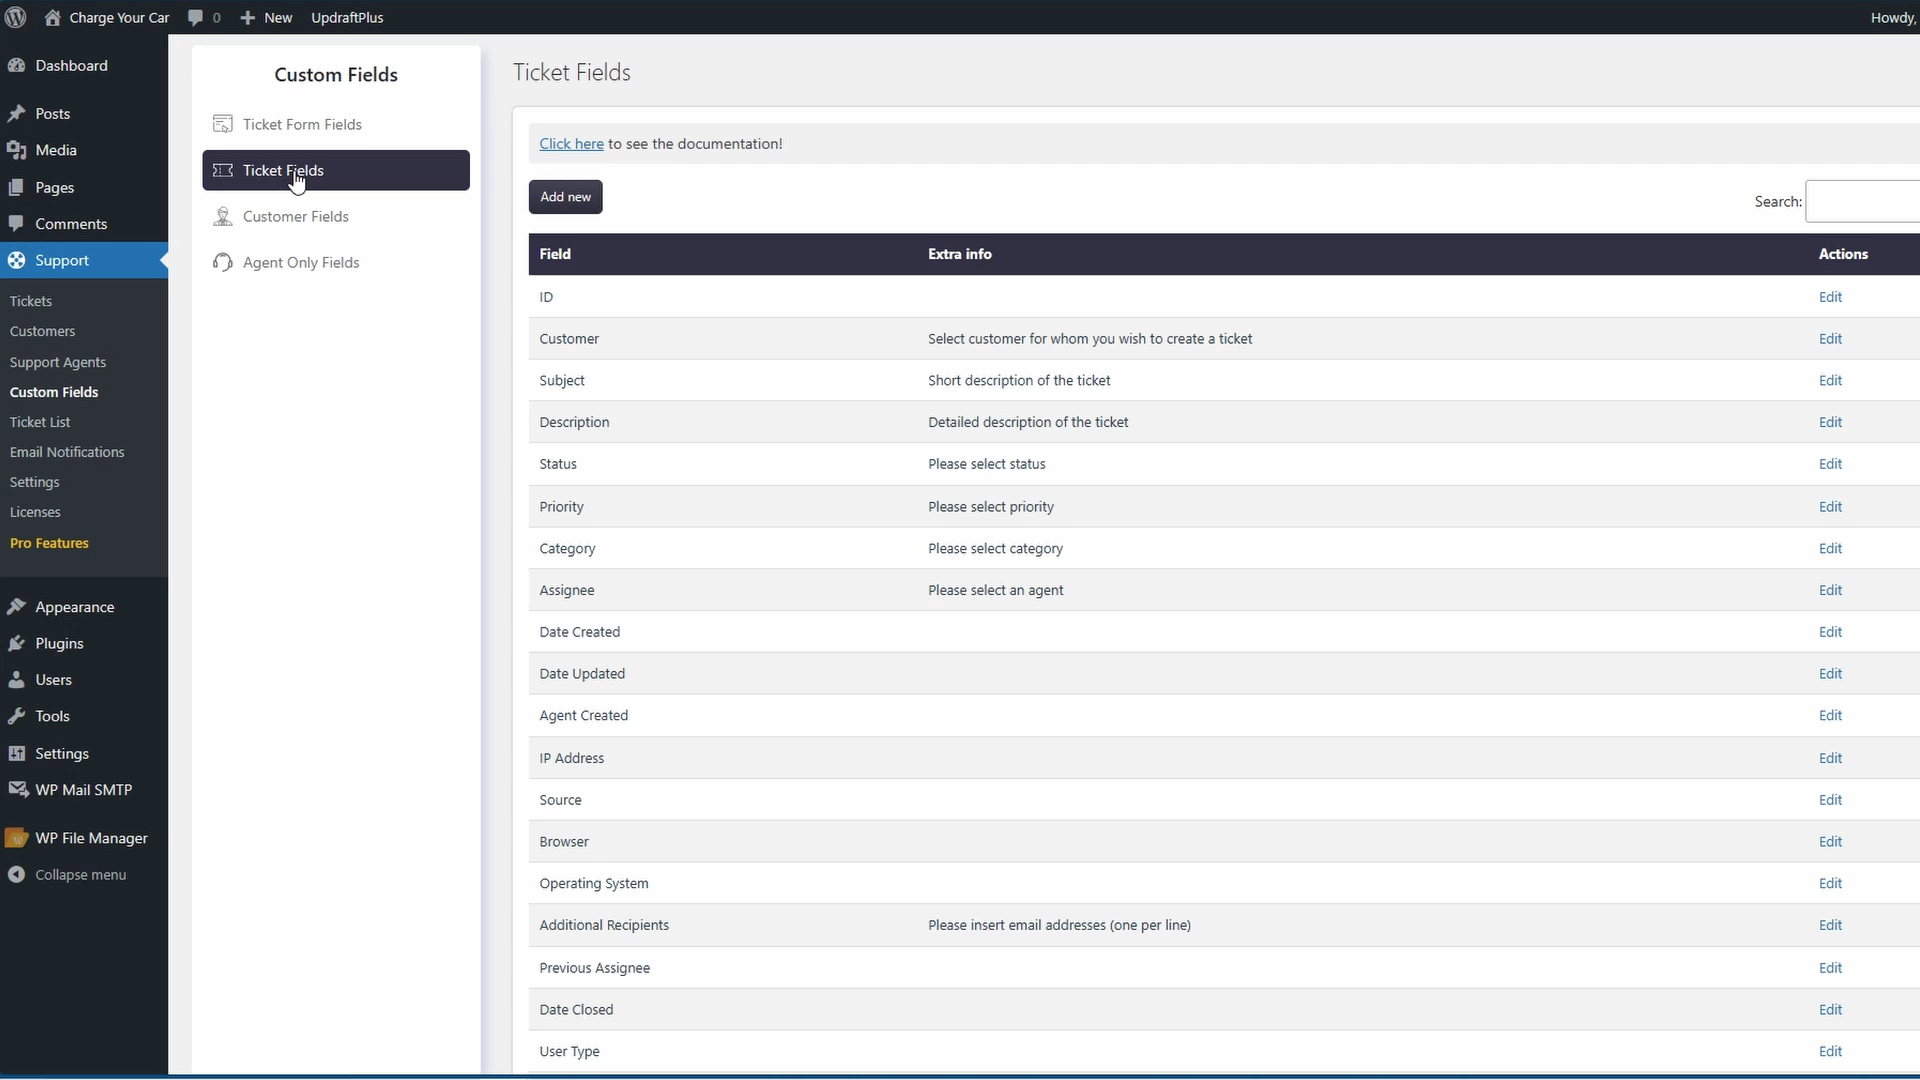 Charge Your Car
0
New
UpdraftPlus
Howdy,
Dashboard
Posts
Media
Pages
Comments
Support
Tickets
Customers
Support Agents
Custom Fields
Ticket List
Email Notifications
Settings
Licenses
Pro Features
Appearance
Plugins
Users
Tools
Settings
WP Mail SMTP
WP File Manager
Collapse menu
Custom Fields
Ticket Form Fields
Ticket Fields
Customer Fields
Agent Only Fields
Ticket Fields
Click here to see the documentation!
Add new
Search:
Field Extra info Actions
ID Edit
Customer Select customer for whom you wish to create a ticket Edit
Subject Short description of the ticket Edit
Description Detailed description of the ticket Edit
Status Please select status Edit
Priority Please select priority Edit
Category Please select category Edit
Assignee Please select an agent Edit
Date Created Edit
Date Updated Edit
Agent Created Edit
IP Address Edit
Source Edit
Browser Edit
Operating System Edit
Additional Recipients Please insert email addresses (one per line) Edit
Previous Assignee Edit
Date Closed Edit
User Type Edit